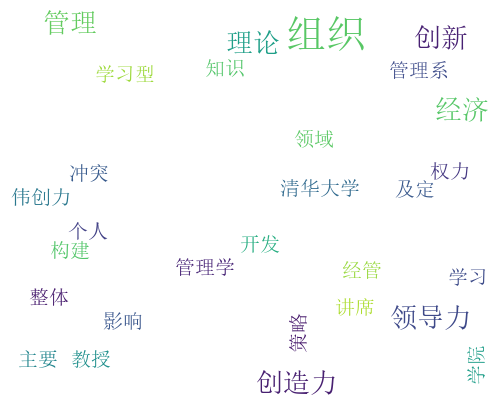 管理
组织
创新
理论
知识
管理系
学习型
经济
领域
冲突
权力
伟创力
清华大学
及定
个人
构建
开发
管理学
经管
学习
整体
讲席
影响
领导力
策略
主要
教授
学院
创造力